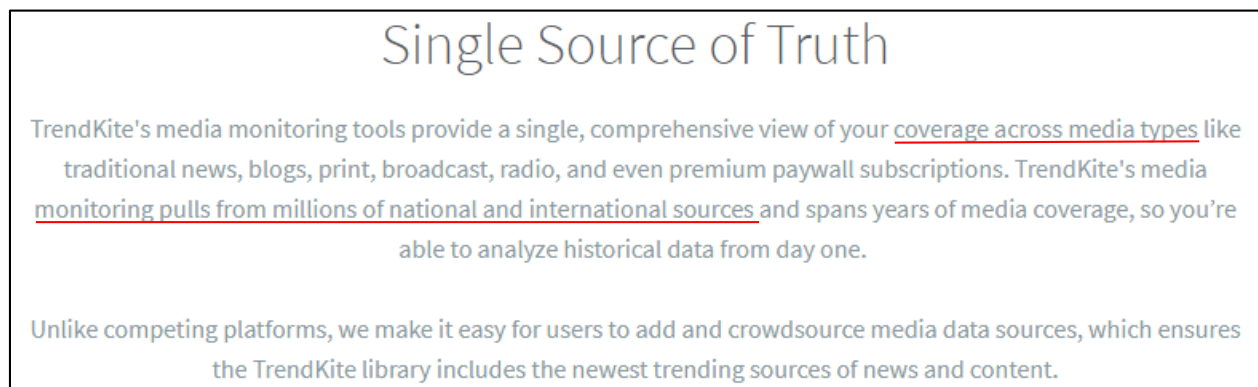 Single Source of Truth
TrendKite's media monitoring tools provide a single, comprehensive view of your coverage across media types like
traditional news, blogs, print, broadcast, radio, and even premium paywall subscriptions. TrendKite's media
monitoring pulls from millions of national and international sources and spans years of media coverage, so you’re
able to analyze historical data from day one.
Unlike competing platforms, we make it easy for users to add and crowdsource media data sources, which ensures
the TrendKite library includes the newest trending sources of news and content.